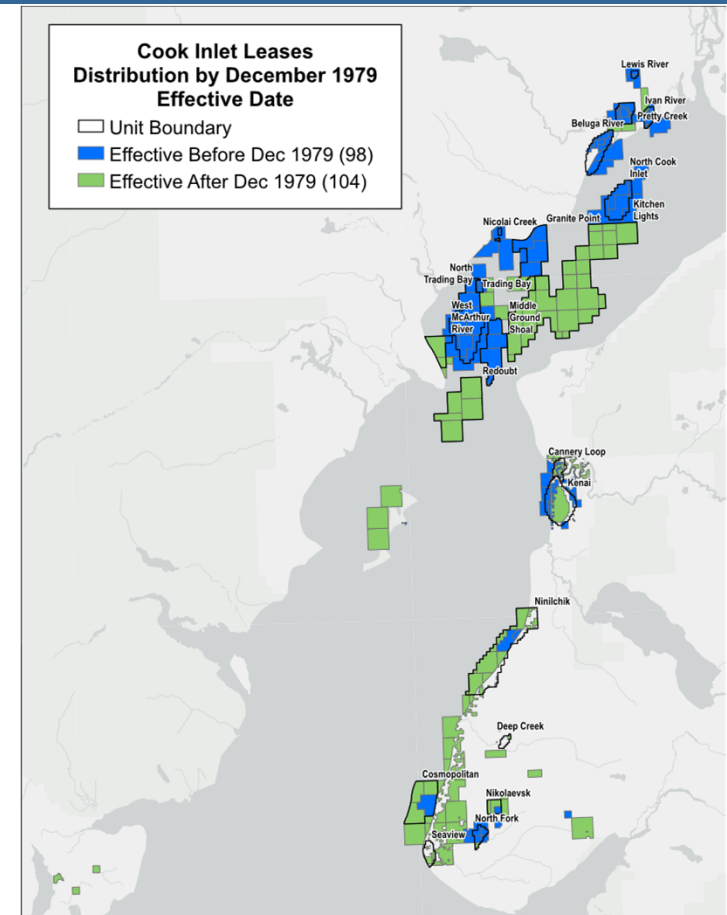 Cook Inlet Leases
Distribution by December 1979
Effective Date
Unit Boundary
Effective Before Dec 1979 (98)
Effective After Dec 1979 (104)
Lewis River
Ivan River
Pretty Creek
Beluga River
North Cook
Inlet
Kitchen
Lights
Granite Point
Nicolai Creek
North
Trading Bay
Trading Bay
West
McArthur
River
Middle
Ground
Shoal
Redoubt
Cannery Loop
Kenai
Ninilchik
Deep Creek
Cosmopolitan
Nikolaevsk
North Fork
Seaview